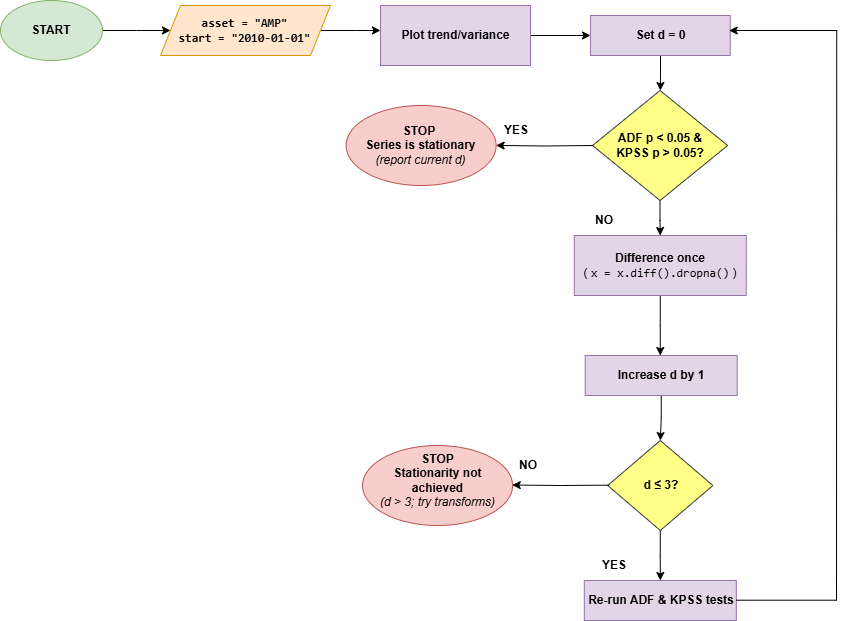 START
asset = "AMP"
start = "2010-01-01"
Plot trend/variance
Set d = 0
ADF p < 0.05 &
KPSS p > 0.05?
YES
STOP
Series is stationary
(report current d)
NO
Difference once
(x = x.diff().dropna())
Increase d by 1
d ≤ 3?
NO
STOP
Stationarity not
achieved
(d > 3; try transforms)
YES
Re-run ADF & KPSS tests